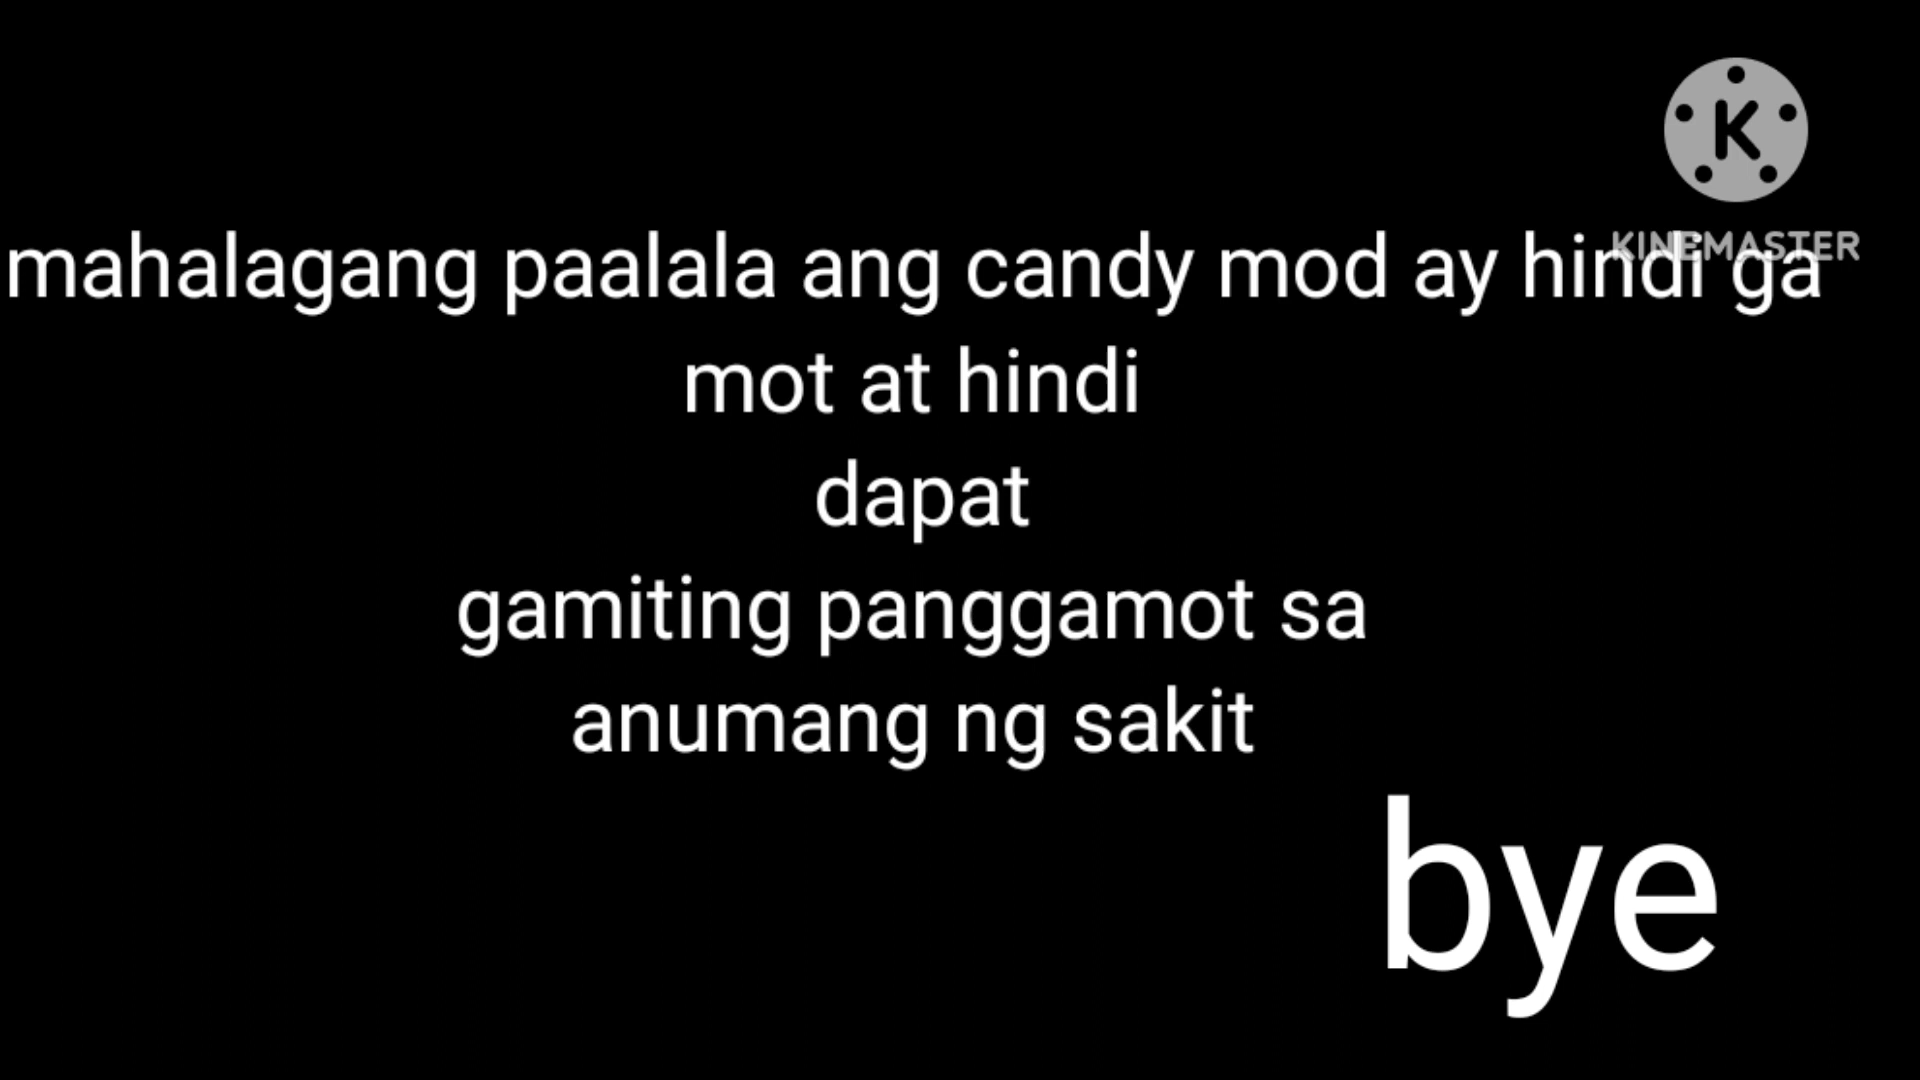 K
KINEMASTER
mahalagang paalala ang candy mod ay hindi ga
mot at hindi
dapat
gamiting panggamot sa
anumang ng sakit
bye